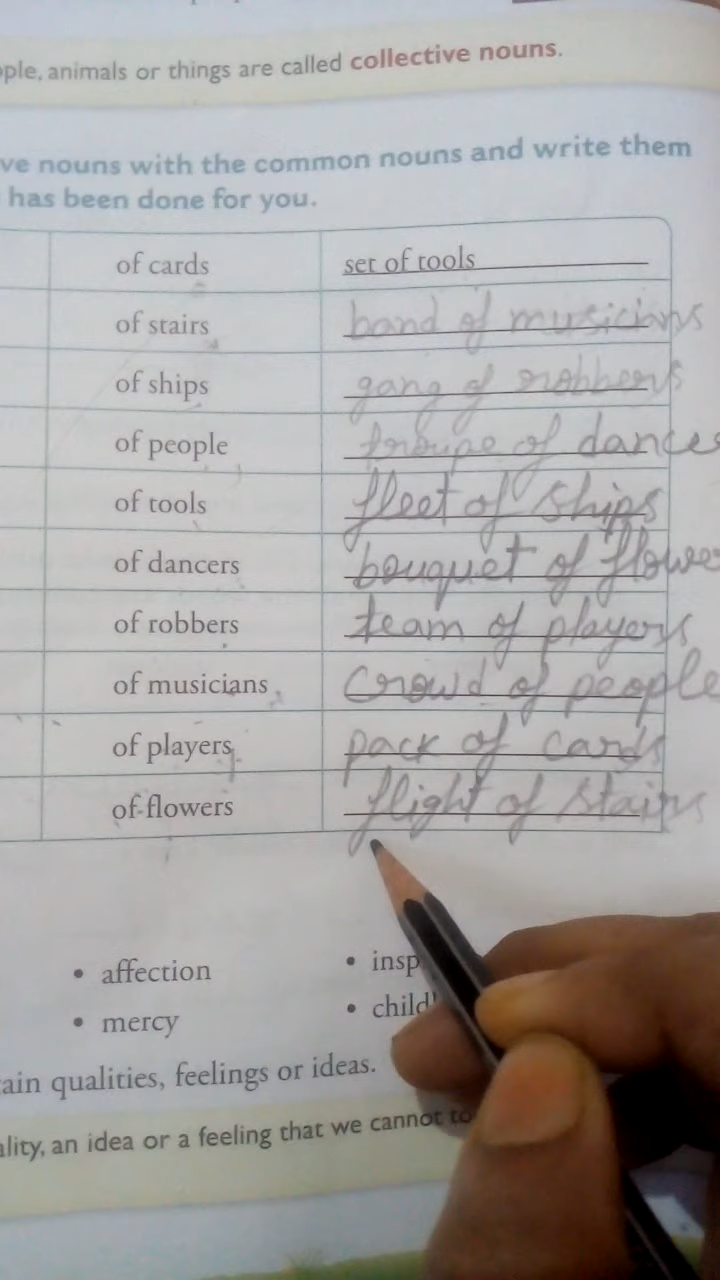 ple, animals or things are called collective nouns.
ve nouns with the common nouns and write them
has been done for you.
of cards set of tools
of stairs band of musicians
of ships gang of robbers
of people troupe of dance
of tools fleet of ships
of dancers bouquet of flowe
of robbers team of players
of musicians crowd of people
of players pack of cards
of flowers flight of stairs
• affection • insp
• mercy • child
ain qualities, feelings or ideas.
ality, an idea or a feeling that we cannot to